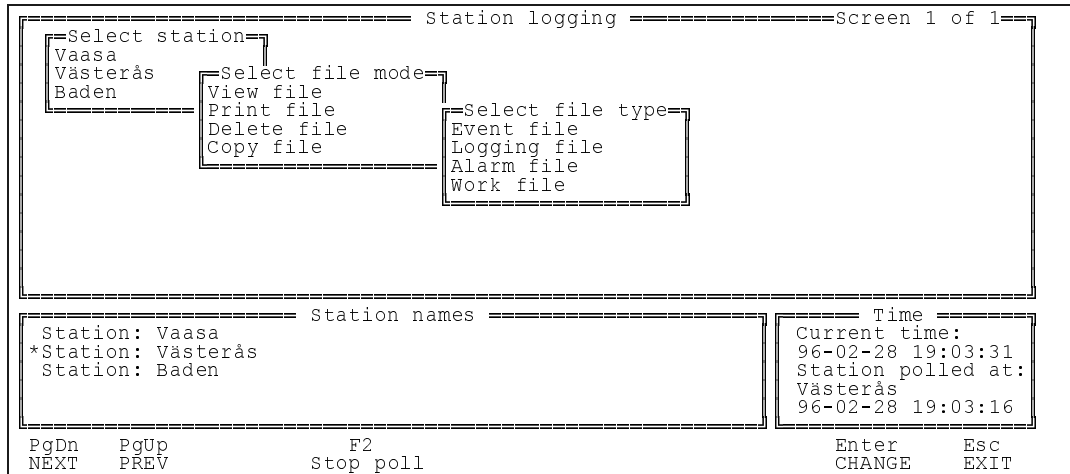 Station logging
Screen 1 of 1
Select station
Vaasa
Västerås
Baden
Select file mode
View file
Print file
Delete file
Copy file
Select file type
Event file
Logging file
Alarm file
Work file
Station names
Station: Vaasa
*Station: Västerås
Station: Baden
Time
Current time:
96-02-28 19:03:31
Station polled at:
Västerås
96-02-28 19:03:16
PgDn PgUp F2 Enter Esc
NEXT PREV Stop poll CHANGE EXIT